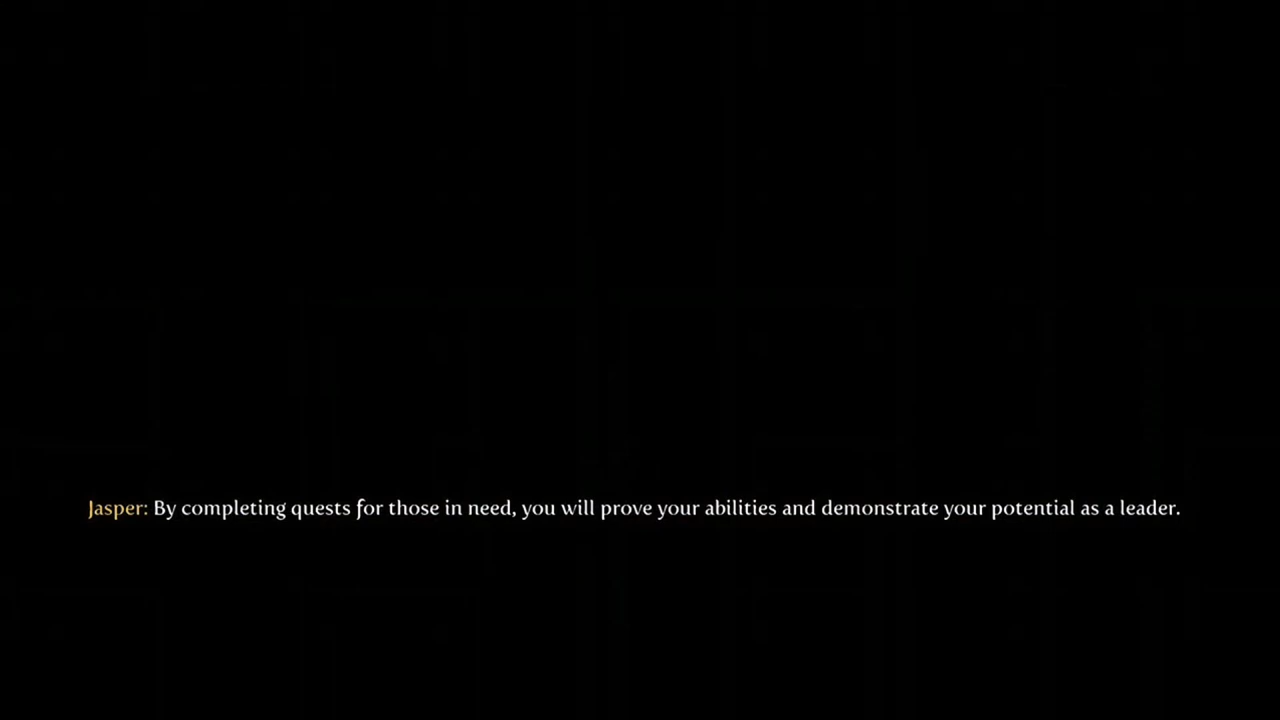 Jasper: By completing quests for those in need, you will prove your abilities and demonstrate your potential as a leader.